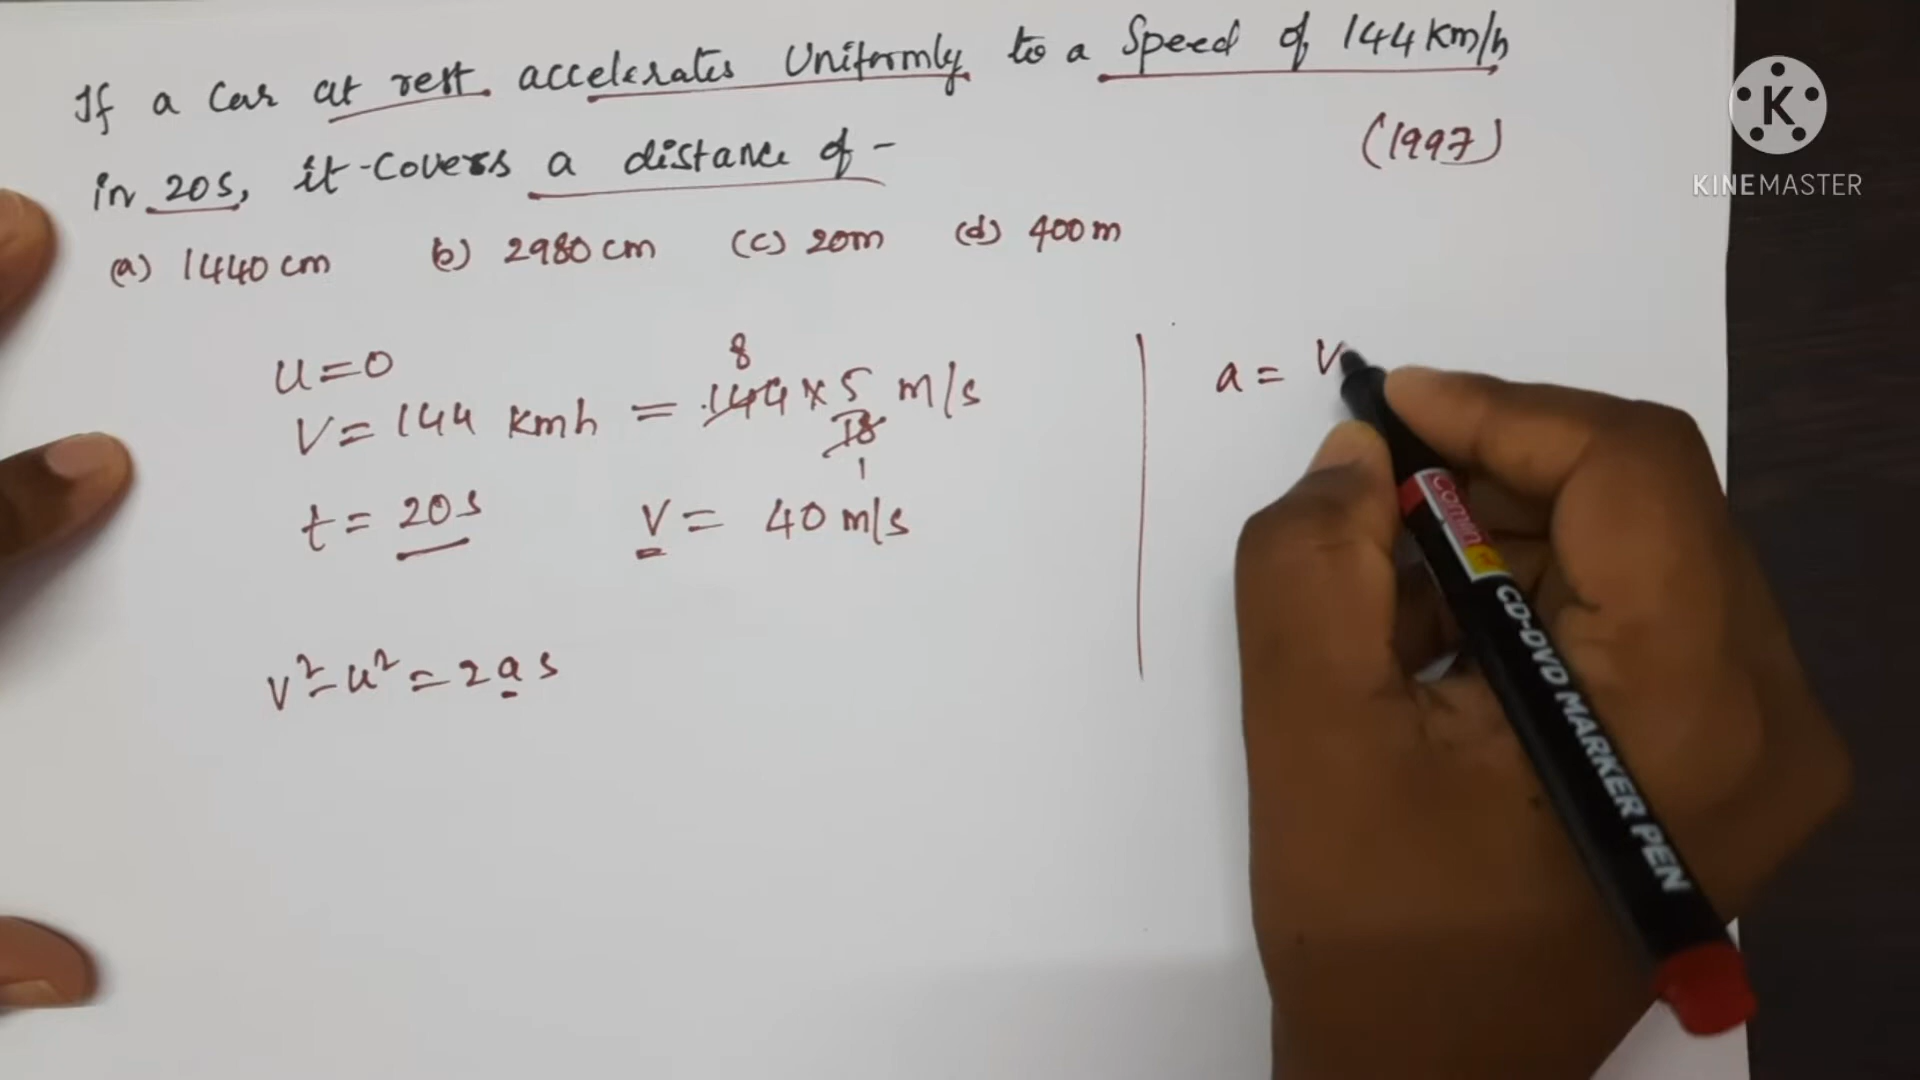 If a Car at rest accelerates Uniformly to a Speed of 144 Km/h
in 20s, it covers a distance of -
(1997)
(a) 1440 cm b) 2980 cm (c) 20m (d) 400 m
u = 0
V = 144 kmh = 144 × 5 m/s
8
18
1
t = 20s V = 40 m/s
V² - u² = 2as
a = V
K
KINEMASTER
CD-DVD MARKER PEN